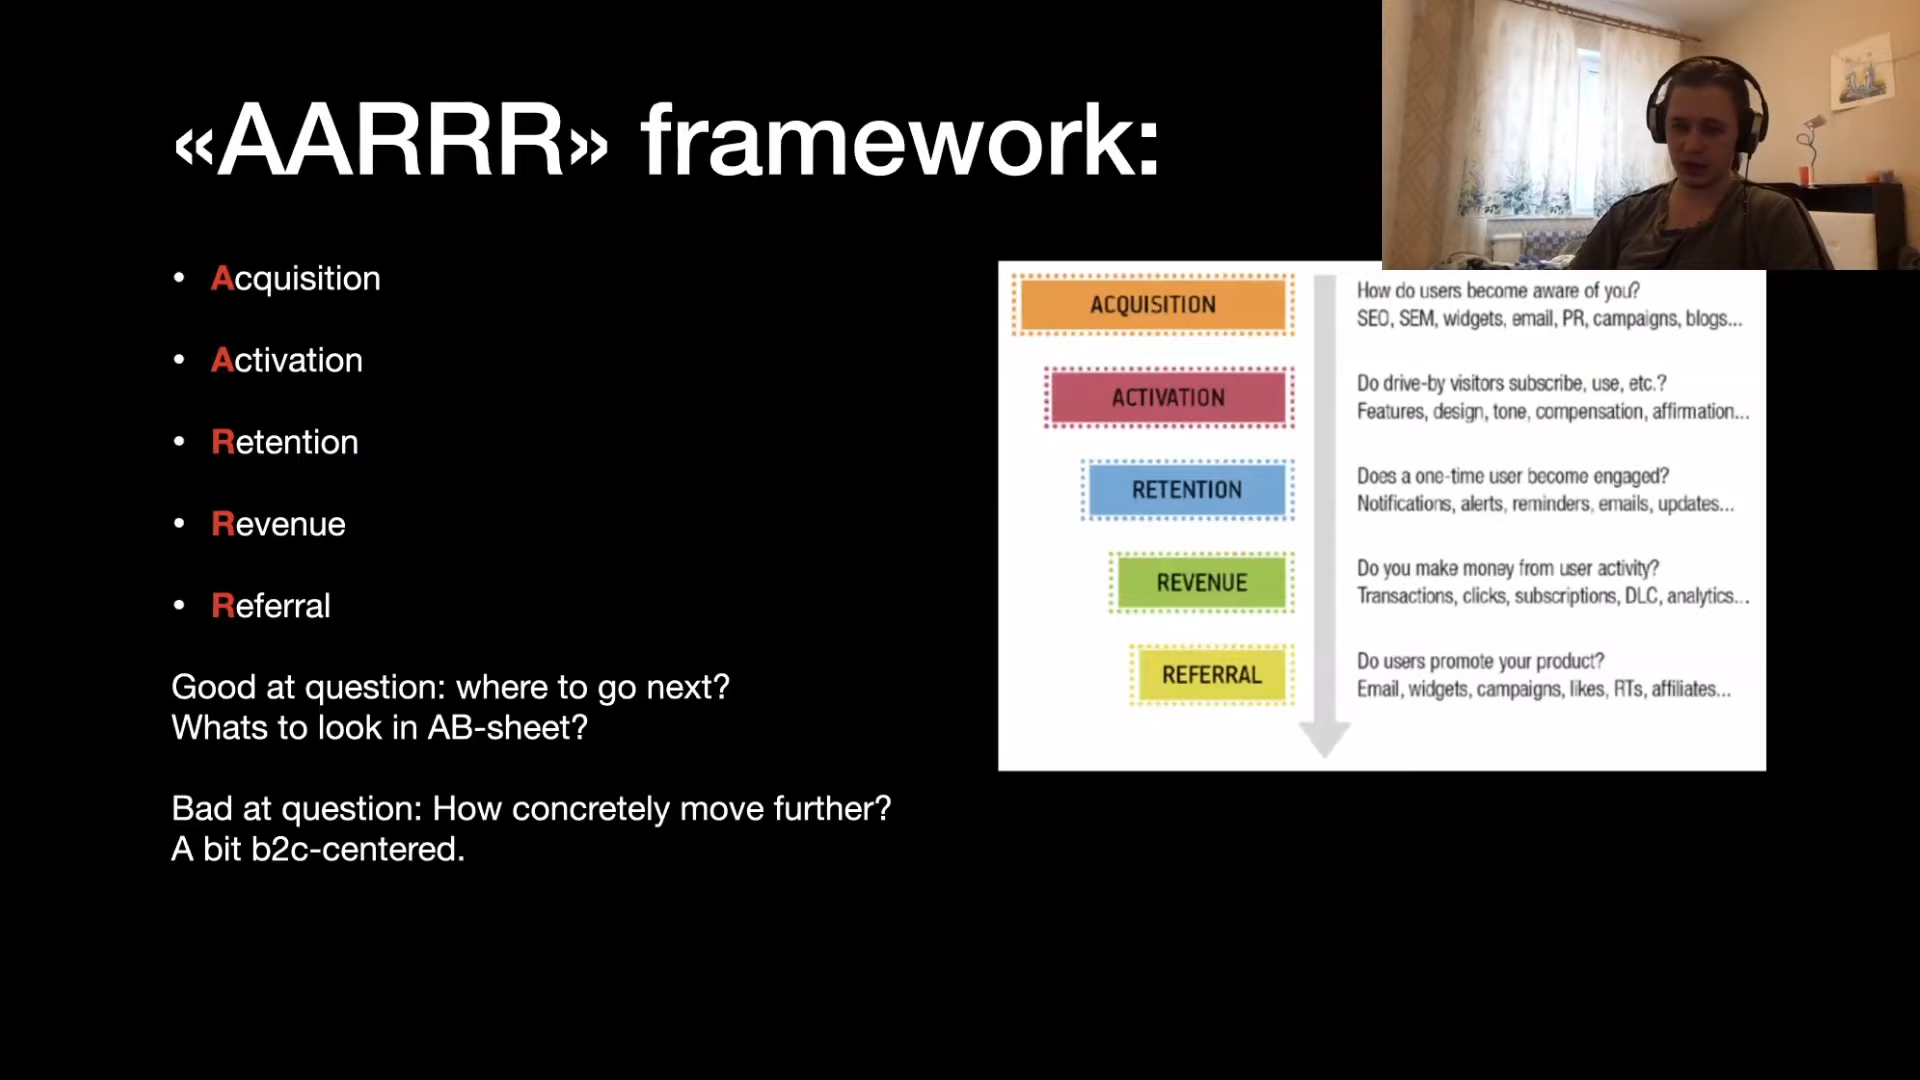 «AARRR» framework:
• Acquisition
• Activation
• Retention
• Revenue
• Referral
Good at question: where to go next?
Whats to look in AB-sheet?
Bad at question: How concretely move further?
A bit b2c-centered.
ACQUISITION
How do users become aware of you?
SEO, SEM, widgets, email, PR, campaigns, blogs...
ACTIVATION
Do drive-by visitors subscribe, use, etc.?
Features, design, tone, compensation, affirmation...
RETENTION
Does a one-time user become engaged?
Notifications, alerts, reminders, emails, updates...
REVENUE
Do you make money from user activity?
Transactions, clicks, subscriptions, DLC, analytics...
REFERRAL
Do users promote your product?
Email, widgets, campaigns, likes, RTs, affiliates...